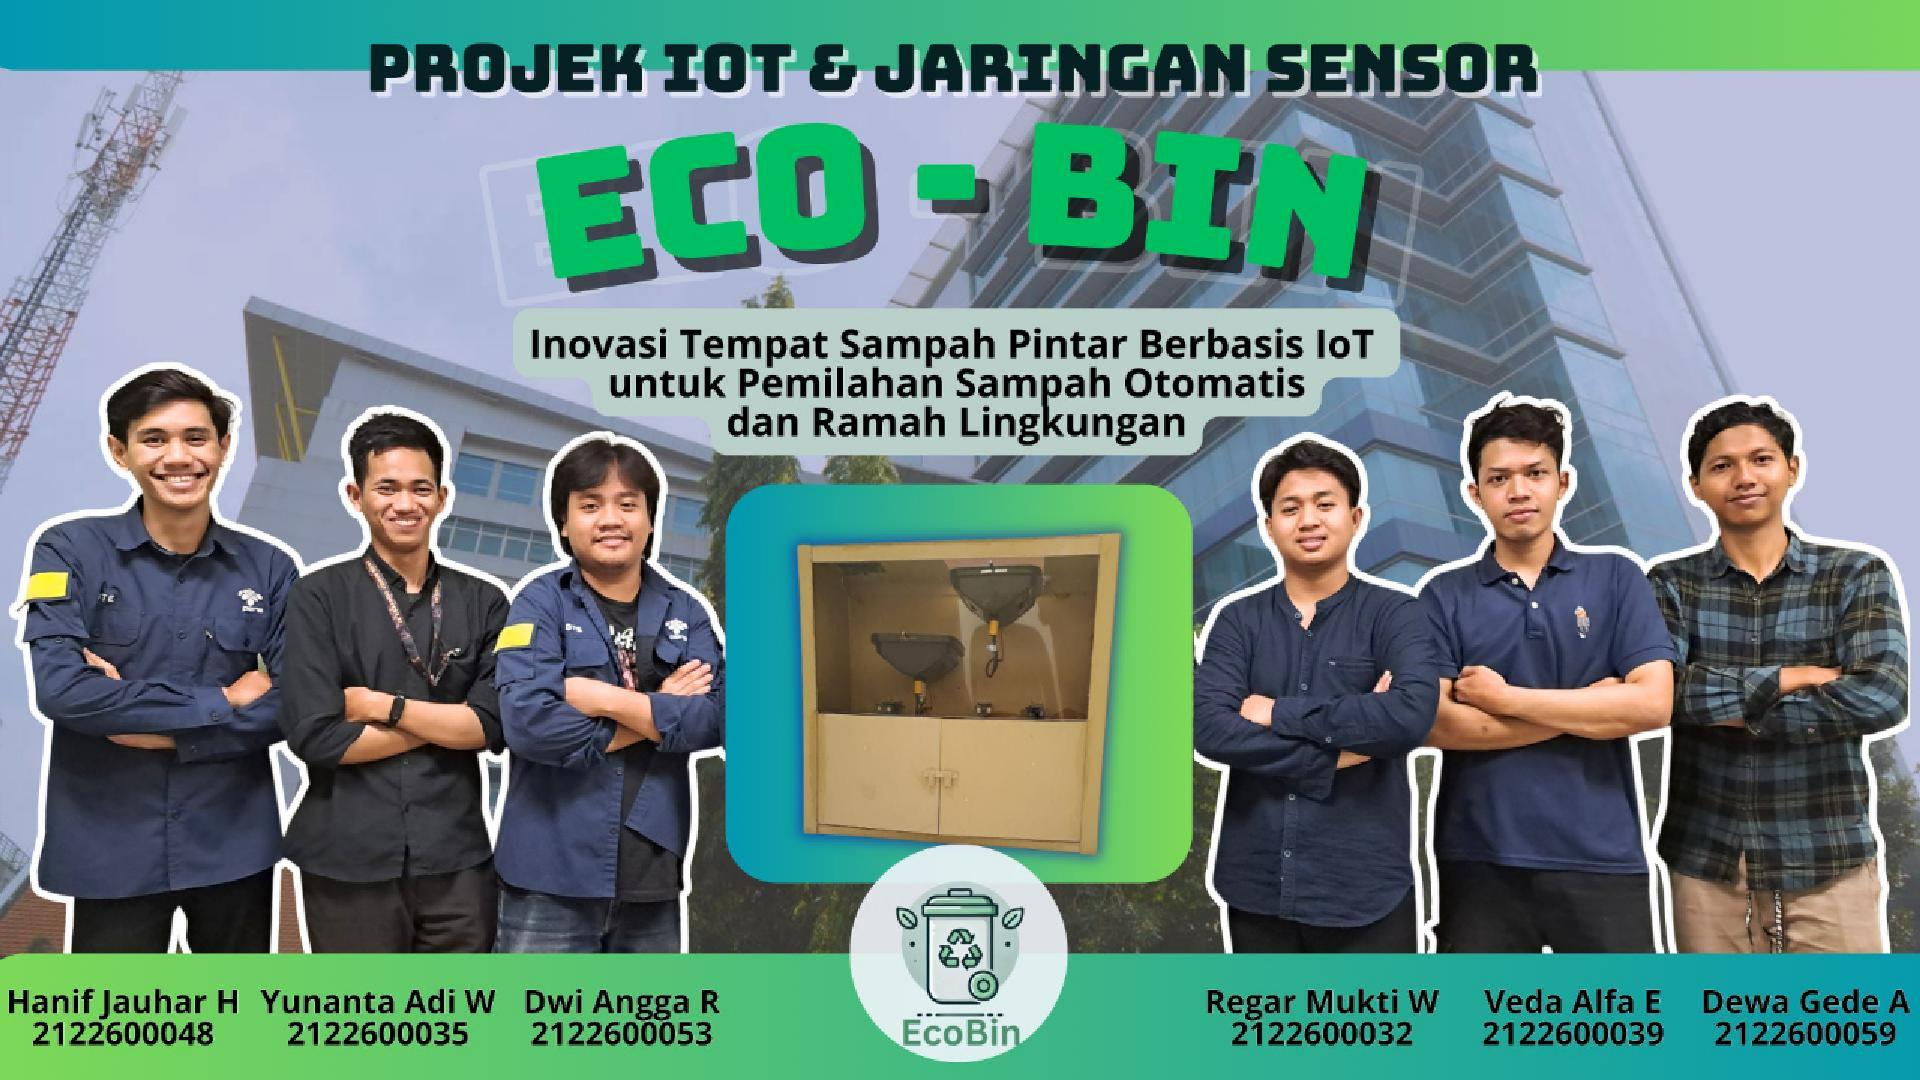 PROJEK IOT & JARINGAN SENSOR
ECO - BIN
Inovasi Tempat Sampah Pintar Berbasis IoT
untuk Pemilahan Sampah Otomatis
dan Ramah Lingkungan
EcoBin
Hanif Jauhar H
2122600048
Yunanta Adi W
2122600035
Dwi Angga R
2122600053
Regar Mukti W
2122600032
Veda Alfa E
2122600039
Dewa Gede A
2122600059